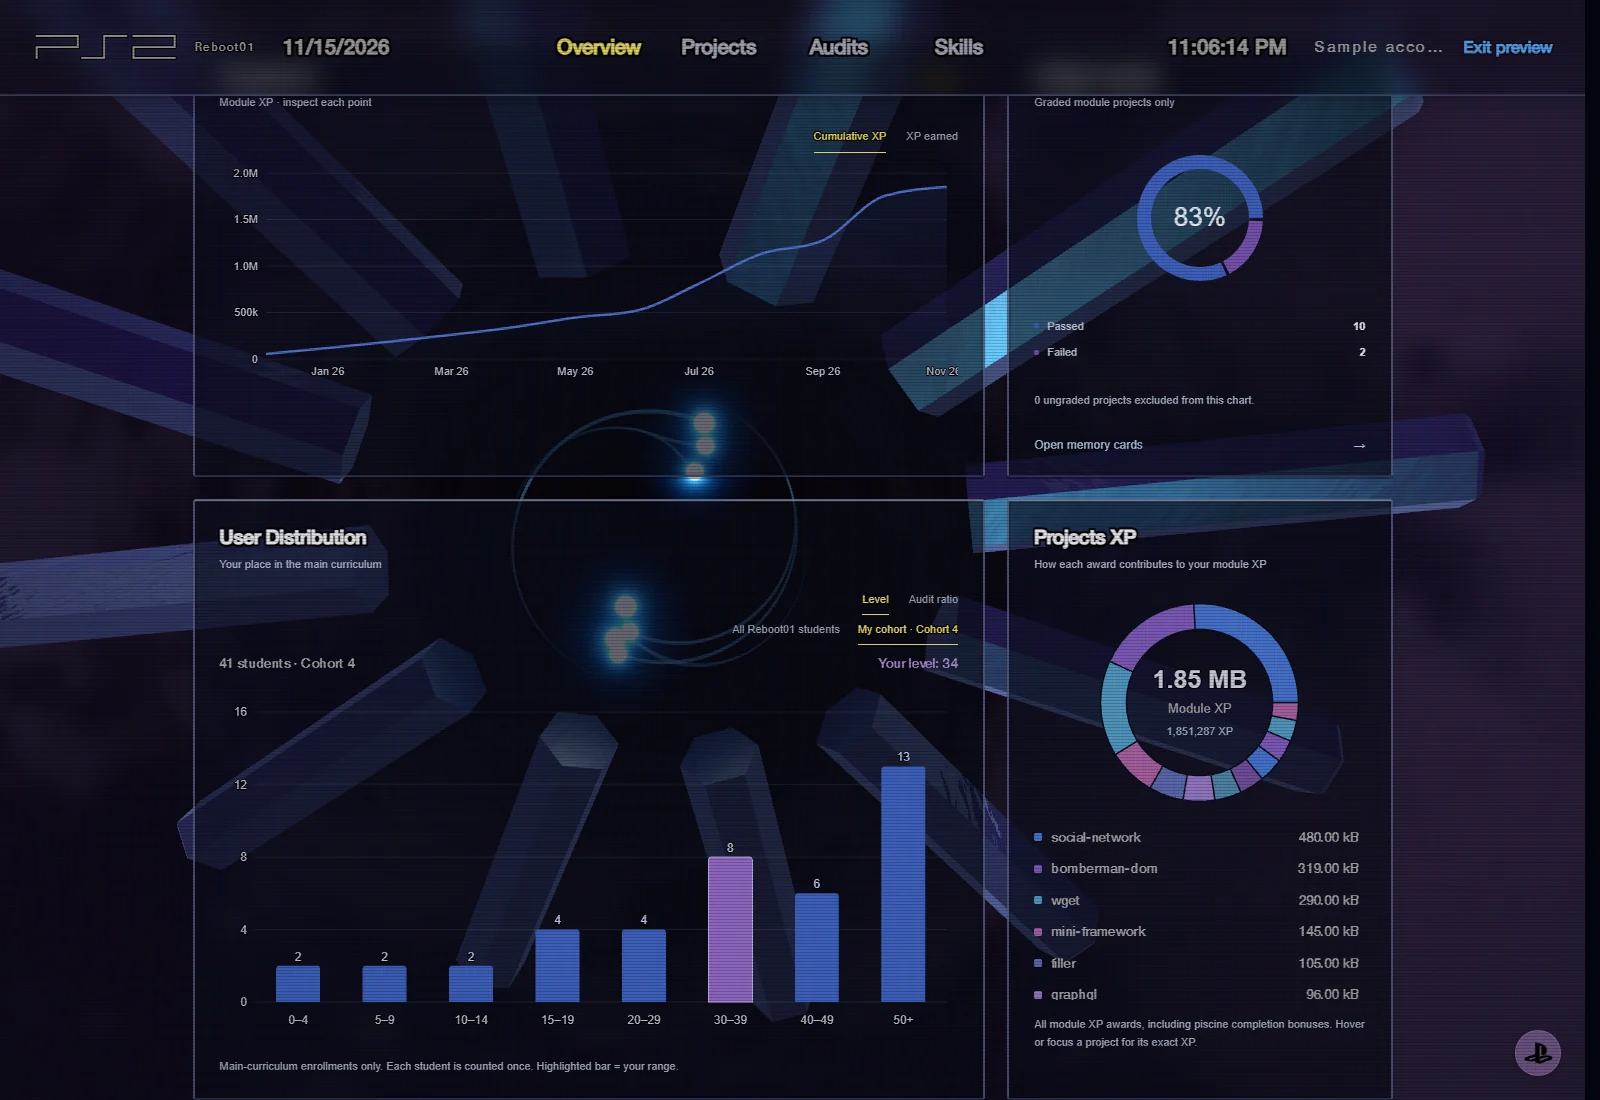 PS2 Reboot01 11/15/2026 Overview Projects Audits Skills 11:06:14 PM Sample acco... Exit preview
Module XP · inspect each point
Cumulative XP XP earned
2.0M
1.5M
1.0M
500k
0
Jan 26 Mar 26 May 26 Jul 26 Sep 26 Nov 26
Graded module projects only
83%
Passed 10
Failed 2
0 ungraded projects excluded from this chart.
Open memory cards →
User Distribution
Your place in the main curriculum
Level Audit ratio
All Reboot01 students My cohort · Cohort 4
41 students · Cohort 4 Your level: 34
16
12
8
4
0
2 2 2 4 4 8 6 13
0–4 5–9 10–14 15–19 20–29 30–39 40–49 50+
Main-curriculum enrollments only. Each student is counted once. Highlighted bar = your range.
Projects XP
How each award contributes to your module XP
1.85 MB
Module XP
1,851,287 XP
social-network 480.00 kB
bomberman-dom 319.00 kB
wget 290.00 kB
mini-framework 145.00 kB
filler 105.00 kB
graphql 96.00 kB
All module XP awards, including piscine completion bonuses. Hover
or focus a project for its exact XP.